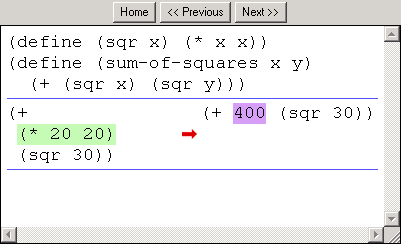 Home << Previous Next >>
(define (sqr x) (* x x))
(define (sum-of-squares x y)
  (+ (sqr x) (sqr y)))
(+ (+ 400 (sqr 30))
(* 20 20)
(sqr 30))